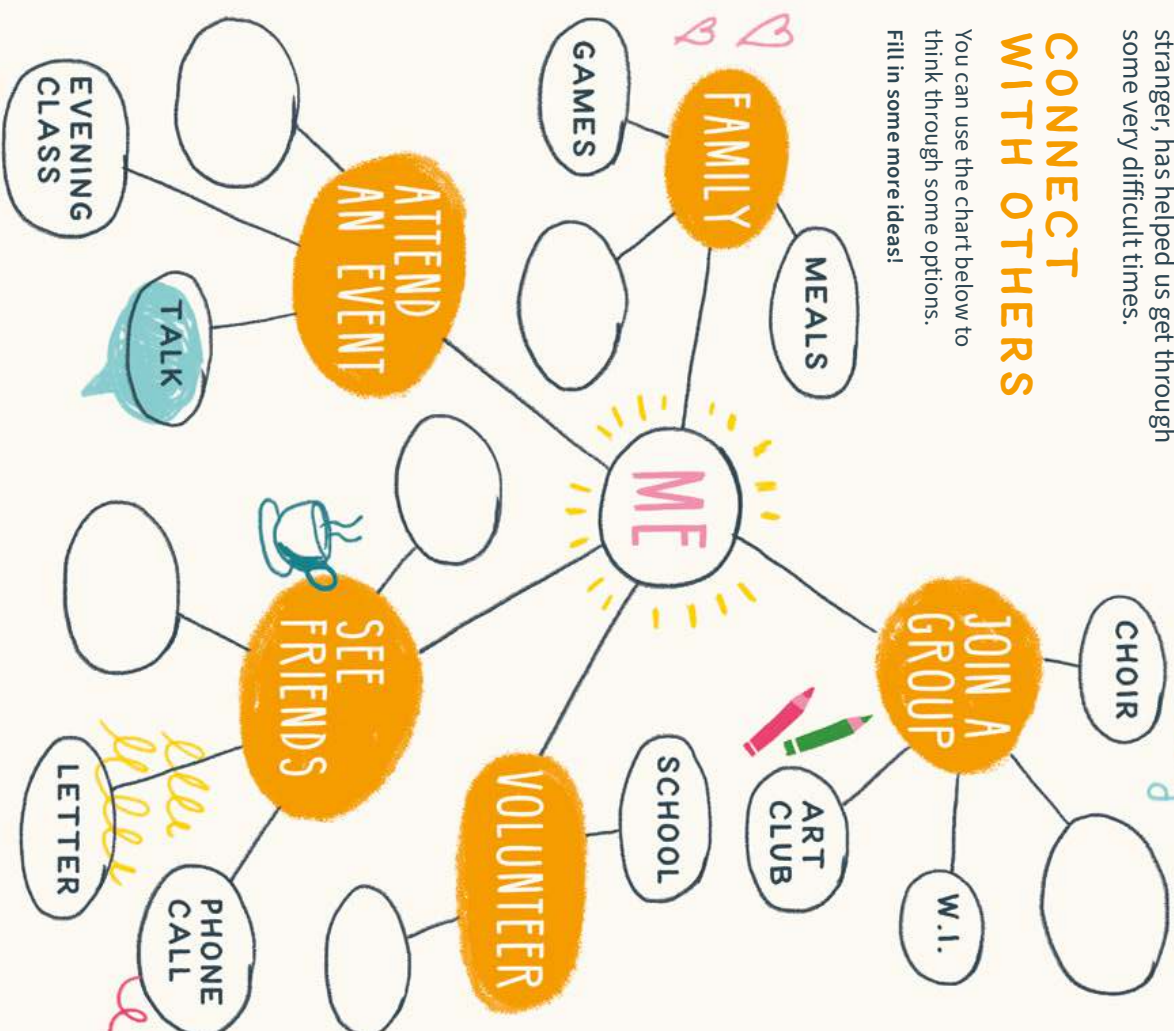 stranger, has helped us get through
some very difficult times.
CONNECT
WITH OTHERS
You can use the chart below to
think through some options.
Fill in some more ideas!
CHOIR
JOIN A
GROUP
W.I.
ART
CLUB
MEALS
FAMILY
GAMES
ME
SCHOOL
VOLUNTEER
ATTEND
AN EVENT
TALK
EVENING
CLASS
SEE
FRIENDS
PHONE
CALL
LETTER